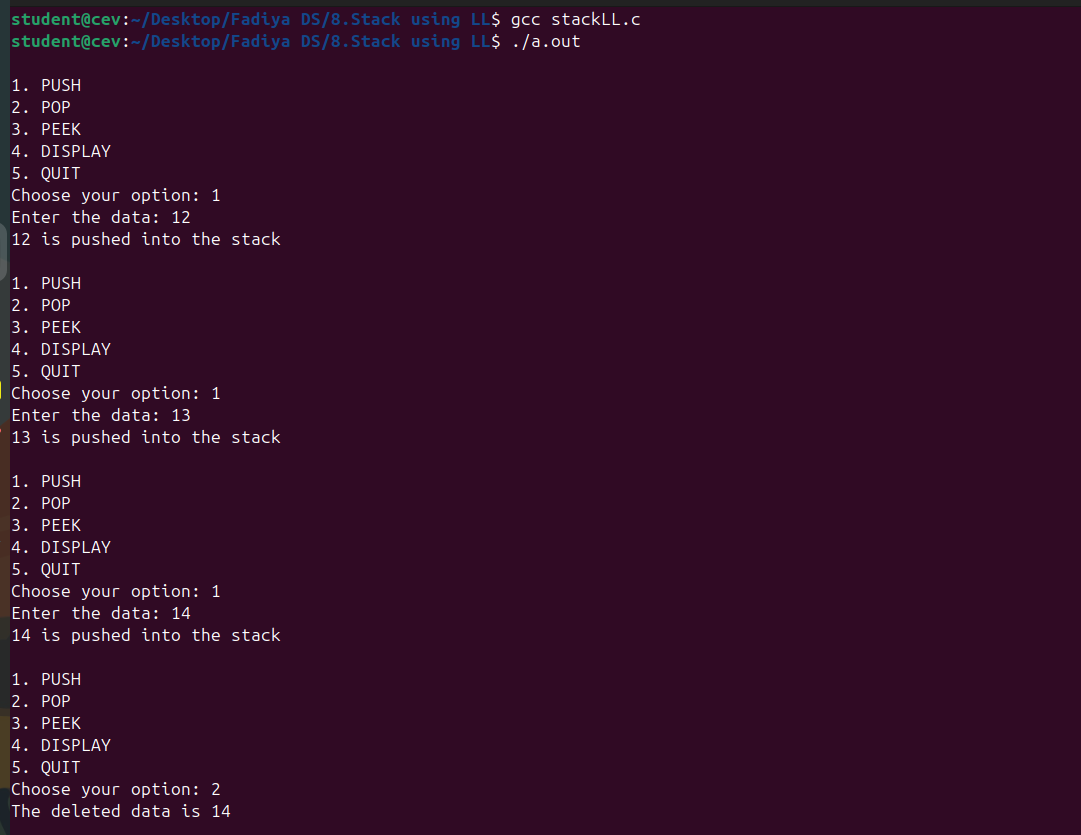 student@cev:~/Desktop/Fadiya DS/8.Stack using LL$ gcc stackLL.c
student@cev:~/Desktop/Fadiya DS/8.Stack using LL$ ./a.out
1. PUSH
2. POP
3. PEEK
4. DISPLAY
5. QUIT
Choose your option: 1
Enter the data: 12
12 is pushed into the stack
1. PUSH
2. POP
3. PEEK
4. DISPLAY
5. QUIT
Choose your option: 1
Enter the data: 13
13 is pushed into the stack
1. PUSH
2. POP
3. PEEK
4. DISPLAY
5. QUIT
Choose your option: 1
Enter the data: 14
14 is pushed into the stack
1. PUSH
2. POP
3. PEEK
4. DISPLAY
5. QUIT
Choose your option: 2
The deleted data is 14